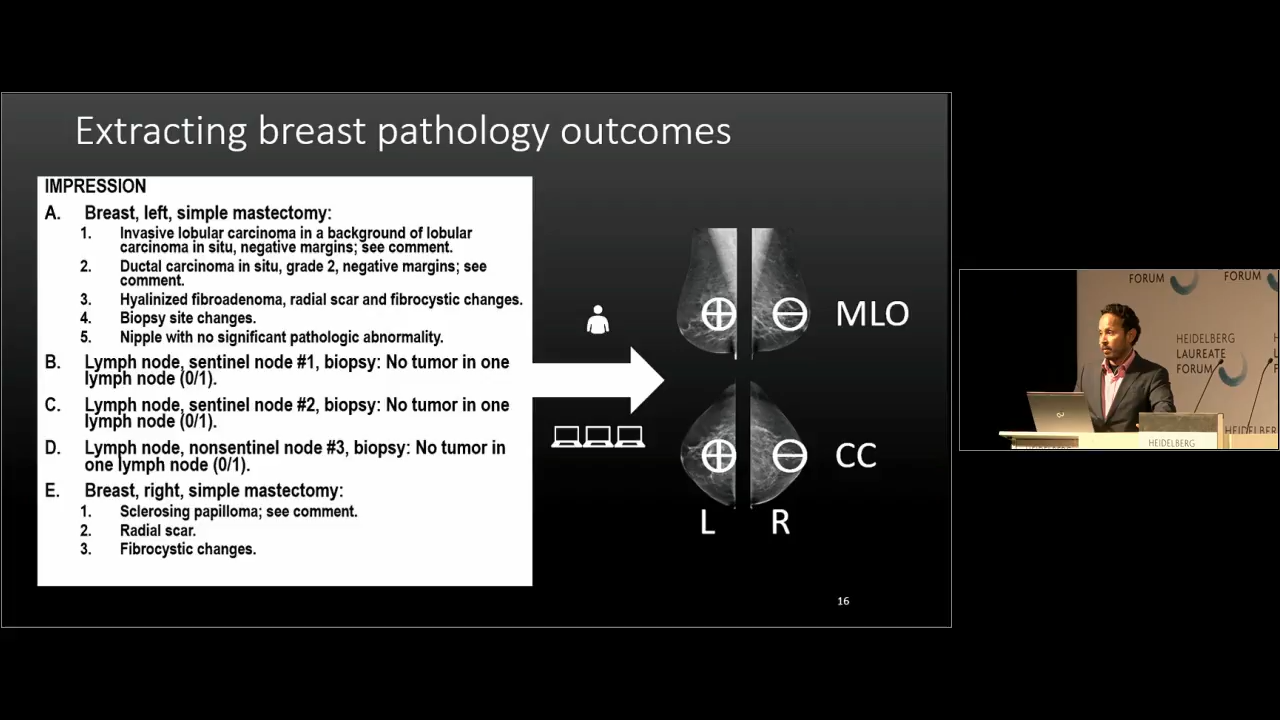 Extracting breast pathology outcomes
IMPRESSION
A. Breast, left, simple mastectomy:
1. Invasive lobular carcinoma in a background of lobular
carcinoma in situ, negative margins; see comment.
2. Ductal carcinoma in situ, grade 2, negative margins; see
comment.
3. Hyalinized fibroadenoma, radial scar and fibrocystic changes.
4. Biopsy site changes.
5. Nipple with no significant pathologic abnormality.
B. Lymph node, sentinel node #1, biopsy: No tumor in one
lymph node (0/1).
C. Lymph node, sentinel node #2, biopsy: No tumor in one
lymph node (0/1).
D. Lymph node, nonsentinel node #3, biopsy: No tumor in
one lymph node (0/1).
E. Breast, right, simple mastectomy:
1. Sclerosing papilloma; see comment.
2. Radial scar.
3. Fibrocystic changes.
MLO
CC
L R
16
FORUM
FORUM
HEIDELBERG
LAUREATE
FORUM
HEIDELBERG
HEIDELBERG